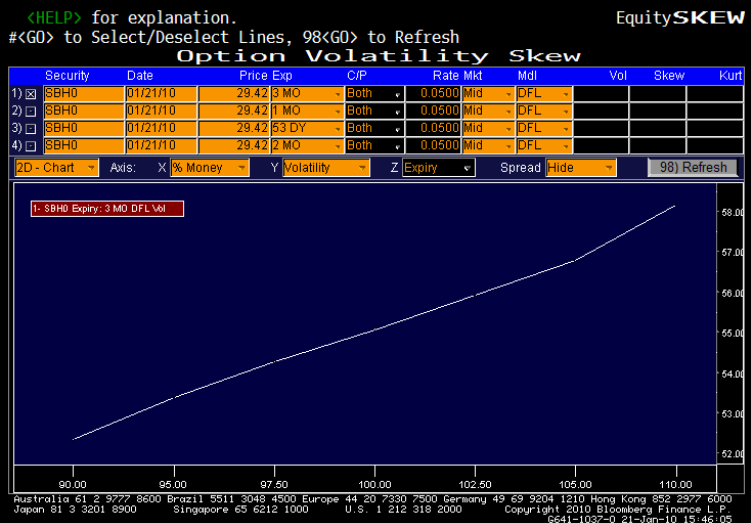 <HELP> for explanation. EquitySKEW
#<GO> to Select/Deselect Lines, 98<GO> to Refresh
Option Volatility Skew
Security Date Price Exp C/P Rate Mkt Mdl Vol Skew Kurt
1) SBH0 01/21/10 29.42 3 MO Both 0.0500 Mid DFL
2) SBH0 01/21/10 29.42 1 MO Both 0.0500 Mid DFL
3) SBH0 01/21/10 29.42 53 DY Both 0.0500 Mid DFL
4) SBH0 01/21/10 29.42 2 MO Both 0.0500 Mid DFL
2D - Chart Axis: X % Money Y Volatility Z Expiry Spread Hide 98) Refresh
1- SBH0 Expiry: 3 MO DFL Vol
58.00
57.00
56.00
55.00
54.00
53.00
52.00
90.00 95.00 97.50 100.00 102.50 105.00 110.00
Australia 61 2 9777 8600 Brazil 5511 3048 4500 Europe 44 20 7330 7500 Germany 49 69 9204 1210 Hong Kong 852 2977 6000
Japan 81 3 3201 8900 Singapore 65 6212 1000 U.S. 1 212 318 2000 Copyright 2010 Bloomberg Finance L.P.
G641-1037-0 21-Jan-10 15:46:05